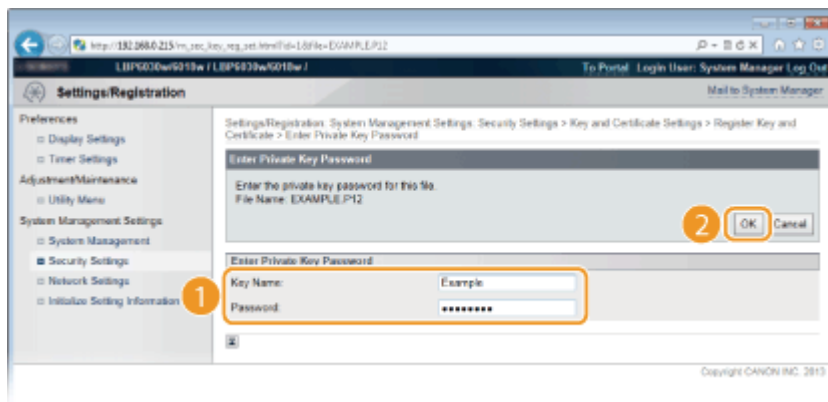 http://192.168.0.215/m_sec_key_reg_set.html?id=1&file=EXAMPLE.P12
LBP6030w/6018w / LBP6030w/6018w /
To Portal Login User: System Manager Log Out
Settings/Registration
Mail to System Manager
Preferences
Display Settings
Timer Settings
Adjustment/Maintenance
Utility Menu
System Management Settings
System Management
Security Settings
Network Settings
Initialize Setting Information
Settings/Registration: System Management Settings: Security Settings > Key and Certificate Settings > Register Key and
Certificate > Enter Private Key Password
Enter Private Key Password
Enter the private key password for this file.
File Name: EXAMPLE.P12
2
OK Cancel
Enter Private Key Password
1
Key Name: Example
Password: ••••••••
Copyright CANON INC. 2013